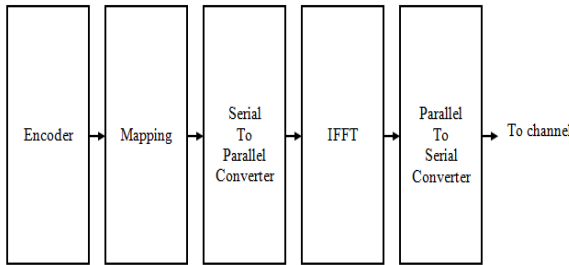 Encoder
Mapping
Serial
To
Parallel
Converter
IFFT
Parallel
To
Serial
Converter
To channel